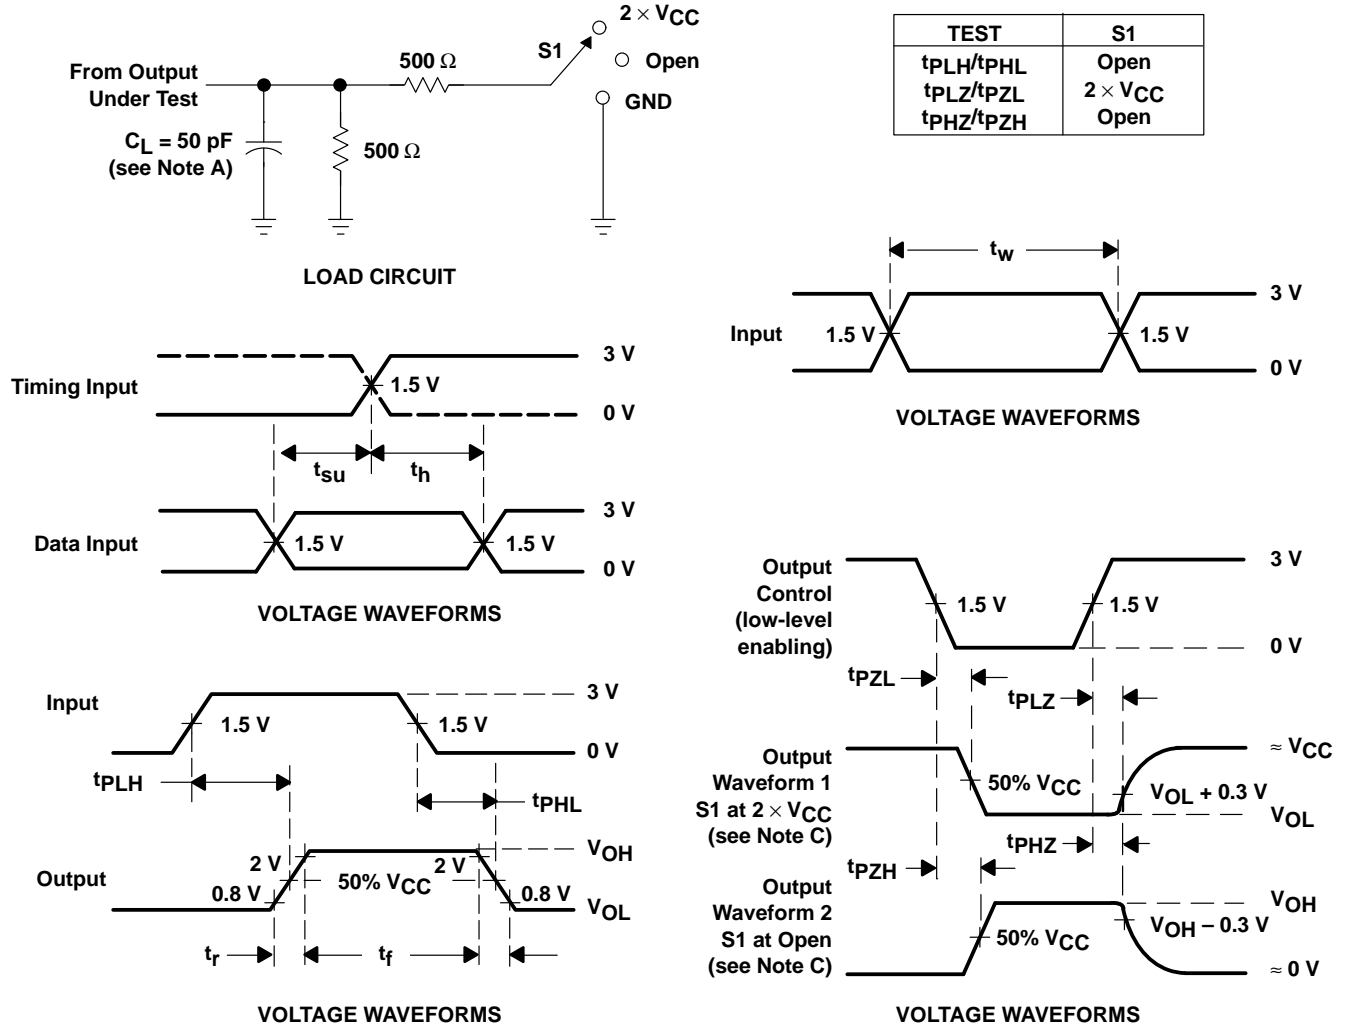 2 × VCC
S1
Open
GND
500 Ω
From Output
Under Test
CL = 50 pF
(see Note A)
500 Ω
LOAD CIRCUIT
TEST S1
tPLH/tPHL Open
tPLZ/tPZL 2 × VCC
tPHZ/tPZH Open
tw
3 V
Input 1.5 V 1.5 V
0 V
VOLTAGE WAVEFORMS
3 V
Timing Input 1.5 V
0 V
tsu th
3 V
Data Input 1.5 V 1.5 V
0 V
VOLTAGE WAVEFORMS
3 V
Input 1.5 V 1.5 V
0 V
tPLH tPHL
VOH
2 V 2 V
Output 50% VCC
0.8 V 0.8 V
VOL
tr tf
VOLTAGE WAVEFORMS
Output
Control
(low-level
enabling)
3 V
1.5 V 1.5 V
0 V
tPZL
tPLZ
Output
Waveform 1
S1 at 2 × VCC
(see Note C)
≈ VCC
50% VCC
VOL + 0.3 V
VOL
tPHZ
tPZH
Output
Waveform 2
S1 at Open
(see Note C)
VOH
VOH – 0.3 V
50% VCC
≈ 0 V
VOLTAGE WAVEFORMS